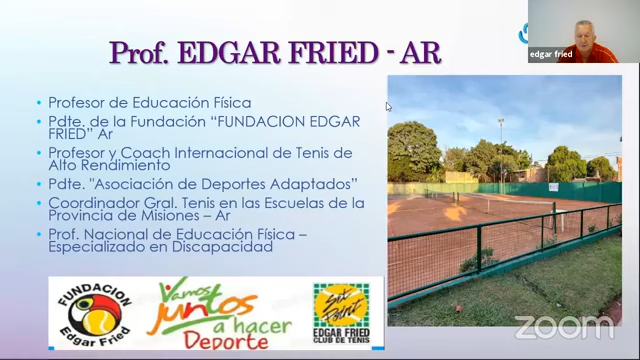 Prof. EDGAR FRIED - AR
edgar fried
• Profesor de Educación Física
• Pdte. de la Fundación “FUNDACION EDGAR
FRIED” Ar
• Profesor y Coach Internacional de Tenis de
Alto Rendimiento
• Pdte. "Asociación de Deportes Adaptados”
• Coordinador Gral. Tenis en las Escuelas de la
Provincia de Misiones – Ar
• Prof. Nacional de Educación Física –
Especializado en Discapacidad
FUNDACION
Edgar Fried
Vamos
juntos
a hacer
Deporte
Set
Point
EDGAR FRIED
CLUB DE TENIS
zoom